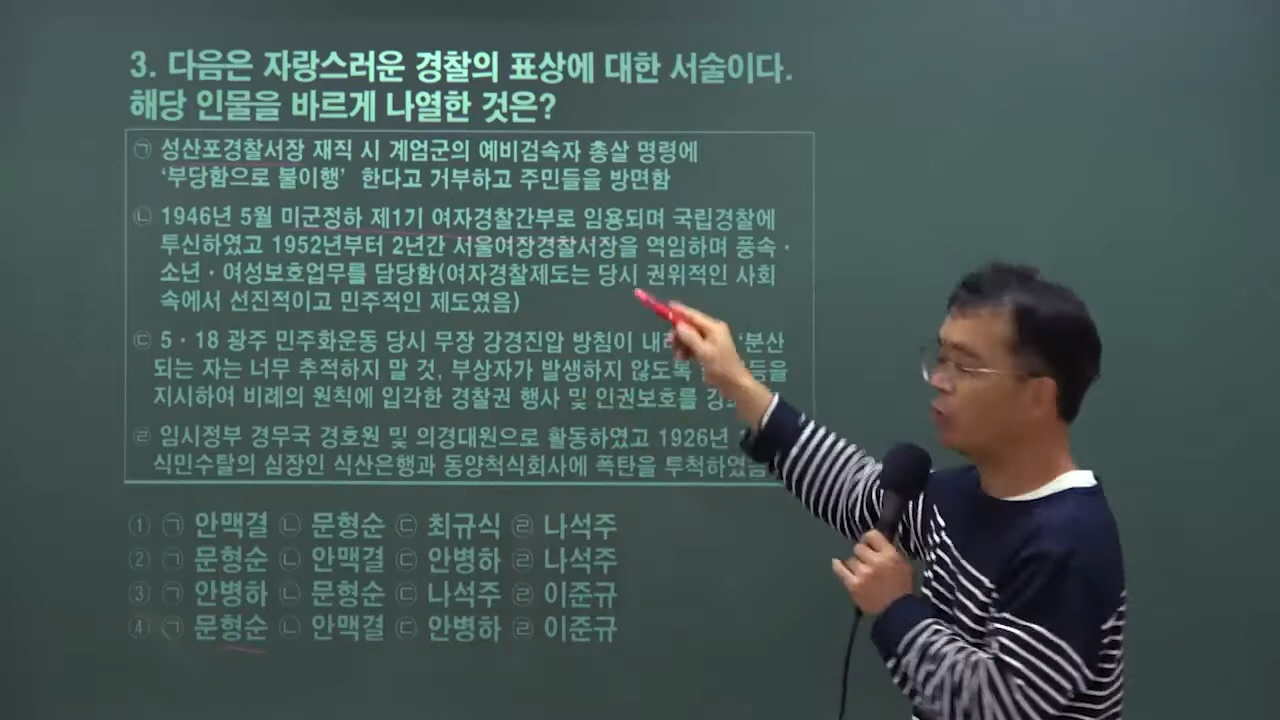 3. 다음은 자랑스러운 경찰의 표상에 대한 서술이다.
해당 인물을 바르게 나열한 것은?
㉠ 성산포경찰서장 재직 시 계엄군의 예비검속자 총살 명령에
‘부당함으로 불이행’ 한다고 거부하고 주민들을 방면함
㉡ 1946년 5월 미군정하 제1기 여자경찰간부로 임용되며 국립경찰에
투신하였고 1952년부터 2년간 서울여자경찰서장을 역임하며 풍속·
소년·여성보호업무를 담당함(여자경찰제도는 당시 권위적인 사회
속에서 선진적이고 민주적인 제도였음)
㉢ 5·18 광주 민주화운동 당시 무장 강경진압 방침이 내려 ‘분산
되는 자는 너무 추적하지 말 것, 부상자가 발생하지 않도록 등을
지시하여 비례의 원칙에 입각한 경찰권 행사 및 인권보호를
㉣ 임시정부 경무국 경호원 및 의경대원으로 활동하였고 1926년
식민수탈의 심장인 식산은행과 동양척식회사에 폭탄을 투척하였음
① ㉠ 안맥결 ㉡ 문형순 ㉢ 최규식 ㉣ 나석주
② ㉠ 문형순 ㉡ 안맥결 ㉢ 안병하 ㉣ 나석주
③ ㉠ 안병하 ㉡ 문형순 ㉢ 나석주 ㉣ 이준규
④ ㉠ 문형순 ㉡ 안맥결 ㉢ 안병하 ㉣ 이준규